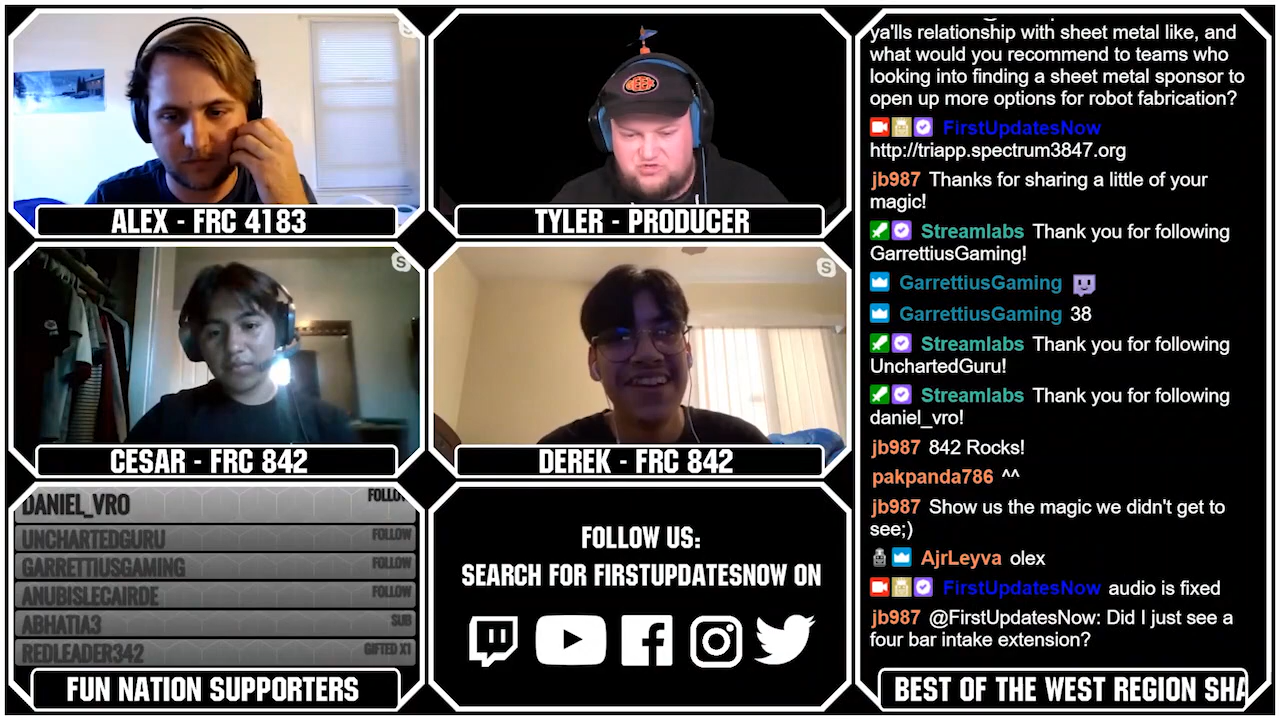 ALEX - FRC 4183
TYLER - PRODUCER
CESAR - FRC 842
DEREK - FRC 842
DANIEL_VRO
UNCHARTEDGURU FOLLOW
GARRETTIUSGAMING FOLLOW
ANUBISLECAIRDE FOLLOW
ABHATIA3 SUB
REDLEADER342 GIFTED X1
FUN NATION SUPPORTERS
FOLLOW US:
SEARCH FOR FIRSTUPDATESNOW ON
ya'lls relationship with sheet metal like, and
what would you recommend to teams who
looking into finding a sheet metal sponsor to
open up more options for robot fabrication?
FirstUpdatesNow
http://triapp.spectrum3847.org
jb987 Thanks for sharing a little of your
magic!
Streamlabs Thank you for following
GarrettiusGaming!
GarrettiusGaming
GarrettiusGaming 38
Streamlabs Thank you for following
UnchartedGuru!
Streamlabs Thank you for following
daniel_vro!
jb987 842 Rocks!
pakpanda786 ^^
jb987 Show us the magic we didn't get to
see;)
AjrLeyva olex
FirstUpdatesNow audio is fixed
jb987 @FirstUpdatesNow: Did I just see a
four bar intake extension?
BEST OF THE WEST REGION SHA